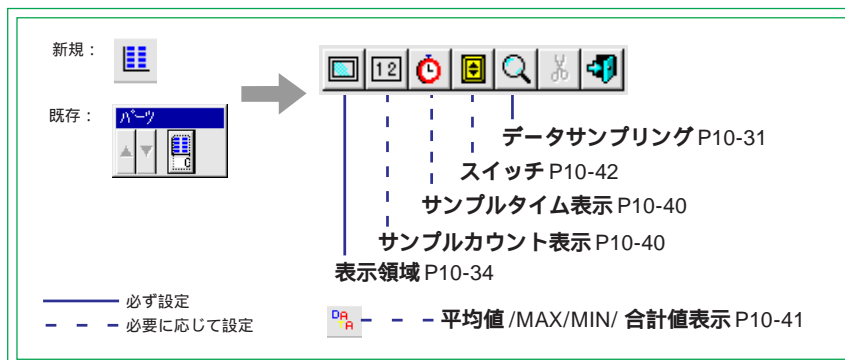 新規：
12
既存：
パーツ
C
データサンプリング P10-31
スイッチ P10-42
サンプルタイム表示 P10-40
サンプルカウント表示 P10-40
表示領域 P10-34
必ず設定
必要に応じて設定
DAA
平均値 /MAX/MIN/ 合計値表示 P10-41